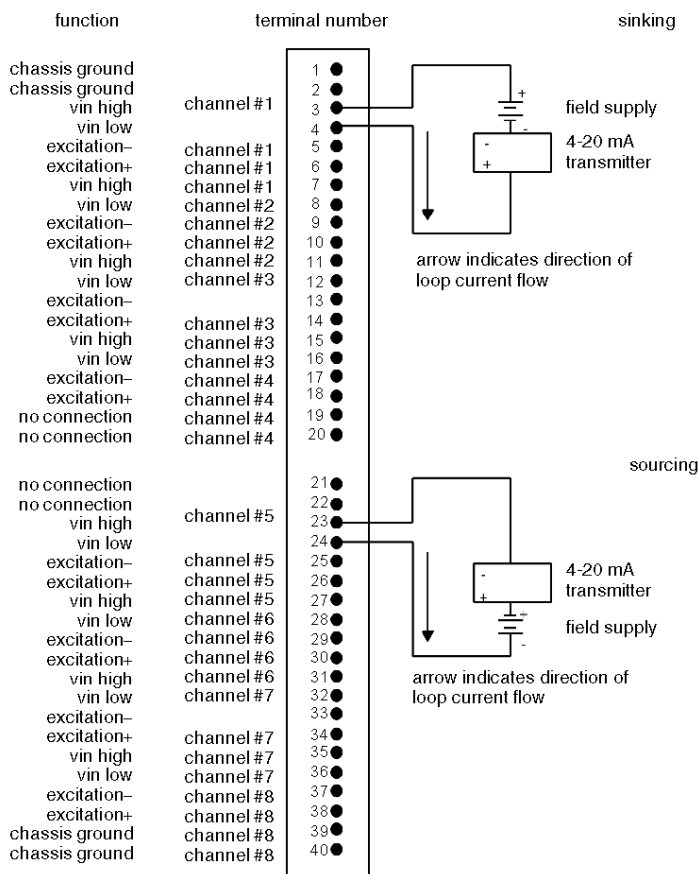 function terminal number sinking
chassis ground 1
chassis ground 2
vin high channel #1 3
vin low 4
excitation– channel #1 5
excitation+ channel #1 6
vin high channel #1 7
vin low channel #2 8
excitation– channel #2 9
excitation+ channel #2 10
vin high channel #2 11
vin low channel #3 12
excitation– 13
excitation+ channel #3 14
vin high channel #3 15
vin low channel #3 16
excitation– channel #4 17
excitation+ channel #4 18
no connection channel #4 19
no connection channel #4 20
+
field supply
-
- 4-20 mA
+ transmitter
arrow indicates direction of
loop current flow
sourcing
no connection 21
no connection 22
vin high channel #5 23
vin low 24
excitation– channel #5 25
excitation+ channel #5 26
vin high channel #5 27
vin low channel #6 28
excitation– channel #6 29
excitation+ channel #6 30
vin high channel #6 31
vin low channel #7 32
excitation– 33
excitation+ channel #7 34
vin high channel #7 35
vin low channel #7 36
excitation– channel #8 37
excitation+ channel #8 38
chassis ground channel #8 39
chassis ground channel #8 40
- 4-20 mA
+ transmitter
+
field supply
-
arrow indicates direction of
loop current flow